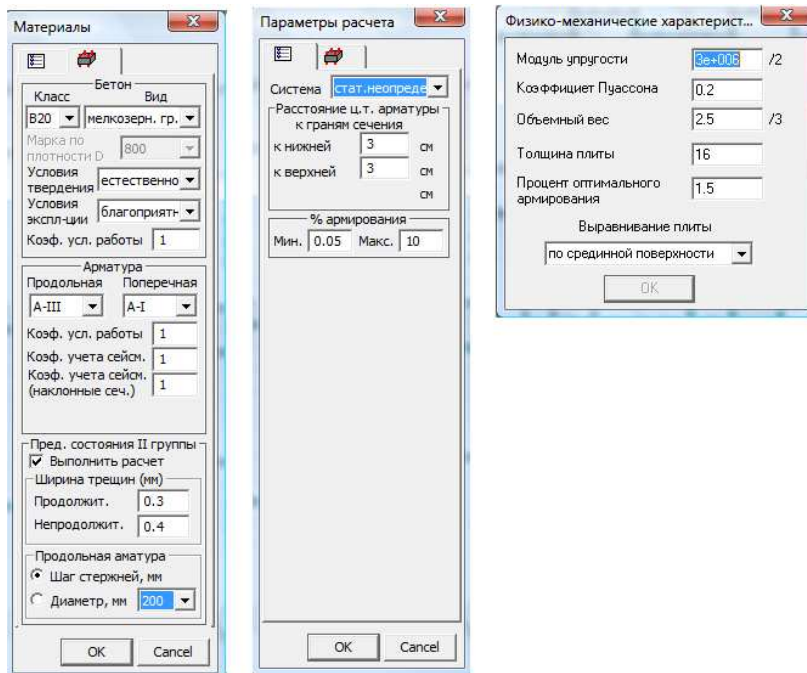 Материалы
Бетон
Класс Вид
B20 мелкозерн. гр.
Марка по
плотности D 800
Условия
твердения естественно
Условия
экспл-ции благоприятн
Коэф. усл. работы 1
Арматура
Продольная Поперечная
A-III A-I
Коэф. усл. работы 1
Коэф. учета сейсм. 1
Коэф. учета сейсм.
(наклонные сеч.) 1
Пред. состояния II группы
Выполнить расчет
Ширина трещин (мм)
Продолжит. 0.3
Непродолжит. 0.4
Продольная аматура
Шаг стержней, мм
Диаметр, мм 200
OK Cancel
Параметры расчета
Система стат.неопреде
Расстояние ц.т. арматуры
к граням сечения
к нижней 3 см
к верхней 3 см
см
% армирования
Мин. 0.05 Макс. 10
OK Cancel
Физико-механические характерист...
Модуль упругости 3e+006 /2
Коэффициет Пуассона 0.2
Объемный вес 2.5 /3
Толщина плиты 16
Процент оптимального
армирования 1.5
Выравнивание плиты
по срединной поверхности
OK